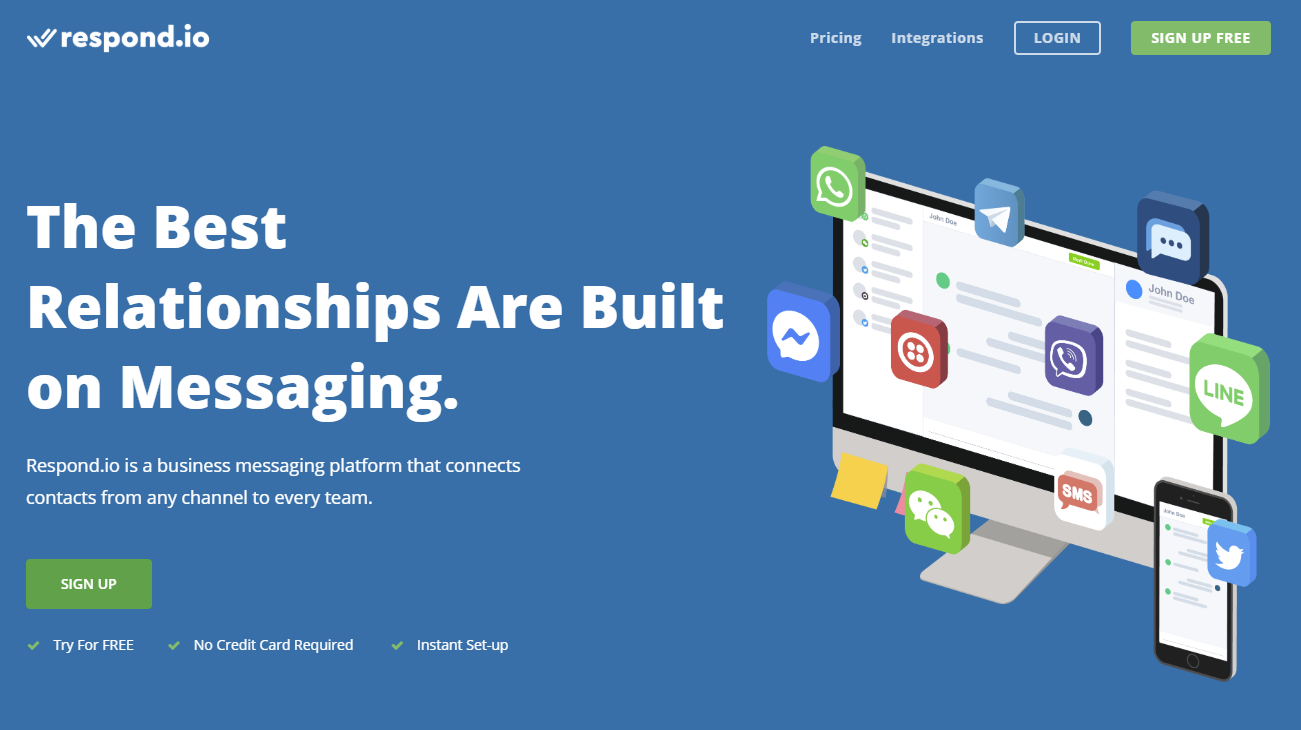 respond.io
Pricing
Integrations
LOGIN
SIGN UP FREE
The Best
Relationships Are Built
on Messaging.
Respond.io is a business messaging platform that connects
contacts from any channel to every team.
SIGN UP
Try For FREE
No Credit Card Required
Instant Set-up
John Doe
John Doe
LINE
SMS
John Doe